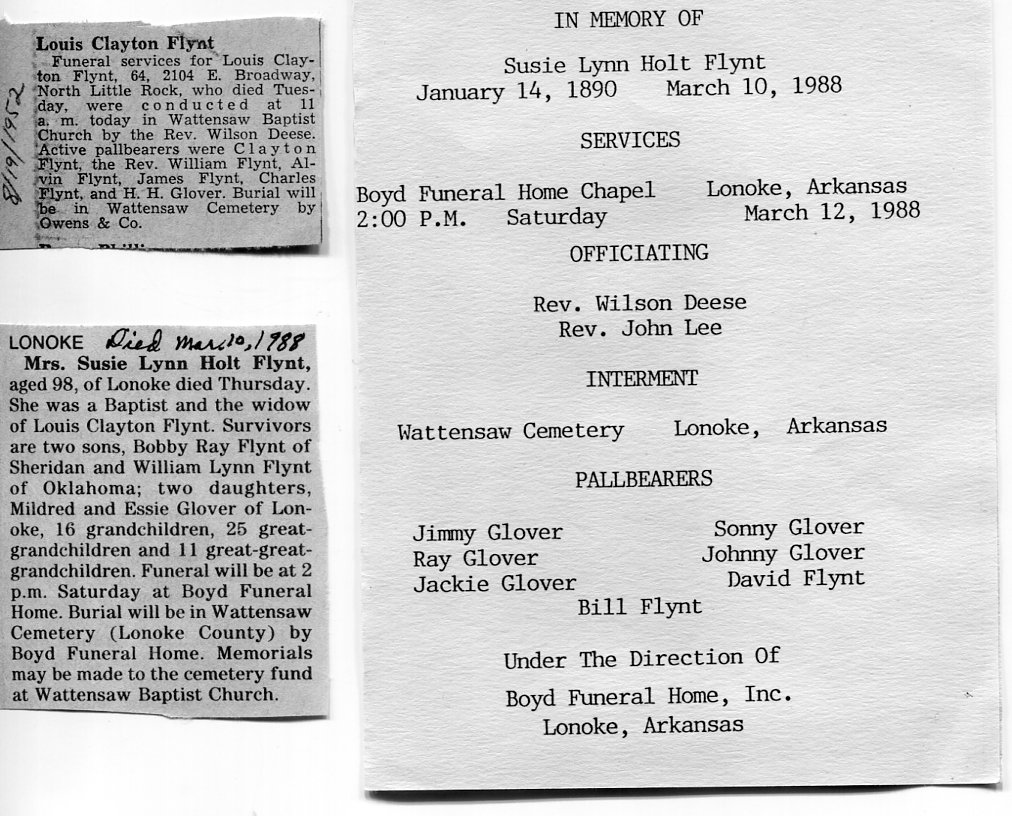 Louis Clayton Flynt
Funeral services for Louis Clay-
ton Flynt, 64, 2104 E. Broadway,
North Little Rock, who died Tues-
day, were conducted at 11
a. m. today in Wattensaw Baptist
Church by the Rev. Wilson Deese.
Active pallbearers were Clayton
Flynt, the Rev. William Flynt, Al-
vin Flynt, James Flynt, Charles
Flynt, and H. H. Glover. Burial will
be in Wattensaw Cemetery by
Owens & Co.
8/19/1952
LONOKE Died Mar 10, 1988
Mrs. Susie Lynn Holt Flynt,
aged 98, of Lonoke died Thursday.
She was a Baptist and the widow
of Louis Clayton Flynt. Survivors
are two sons, Bobby Ray Flynt of
Sheridan and William Lynn Flynt
of Oklahoma; two daughters,
Mildred and Essie Glover of Lon-
oke, 16 grandchildren, 25 great-
grandchildren and 11 great-great-
grandchildren. Funeral will be at 2
p.m. Saturday at Boyd Funeral
Home. Burial will be in Wattensaw
Cemetery (Lonoke County) by
Boyd Funeral Home. Memorials
may be made to the cemetery fund
at Wattensaw Baptist Church.
IN MEMORY OF
Susie Lynn Holt Flynt
January 14, 1890 March 10, 1988
SERVICES
Boyd Funeral Home Chapel Lonoke, Arkansas
2:00 P.M. Saturday March 12, 1988
OFFICIATING
Rev. Wilson Deese
Rev. John Lee
INTERMENT
Wattensaw Cemetery Lonoke, Arkansas
PALLBEARERS
Jimmy Glover Sonny Glover
Ray Glover Johnny Glover
Jackie Glover David Flynt
Bill Flynt
Under The Direction Of
Boyd Funeral Home, Inc.
Lonoke, Arkansas